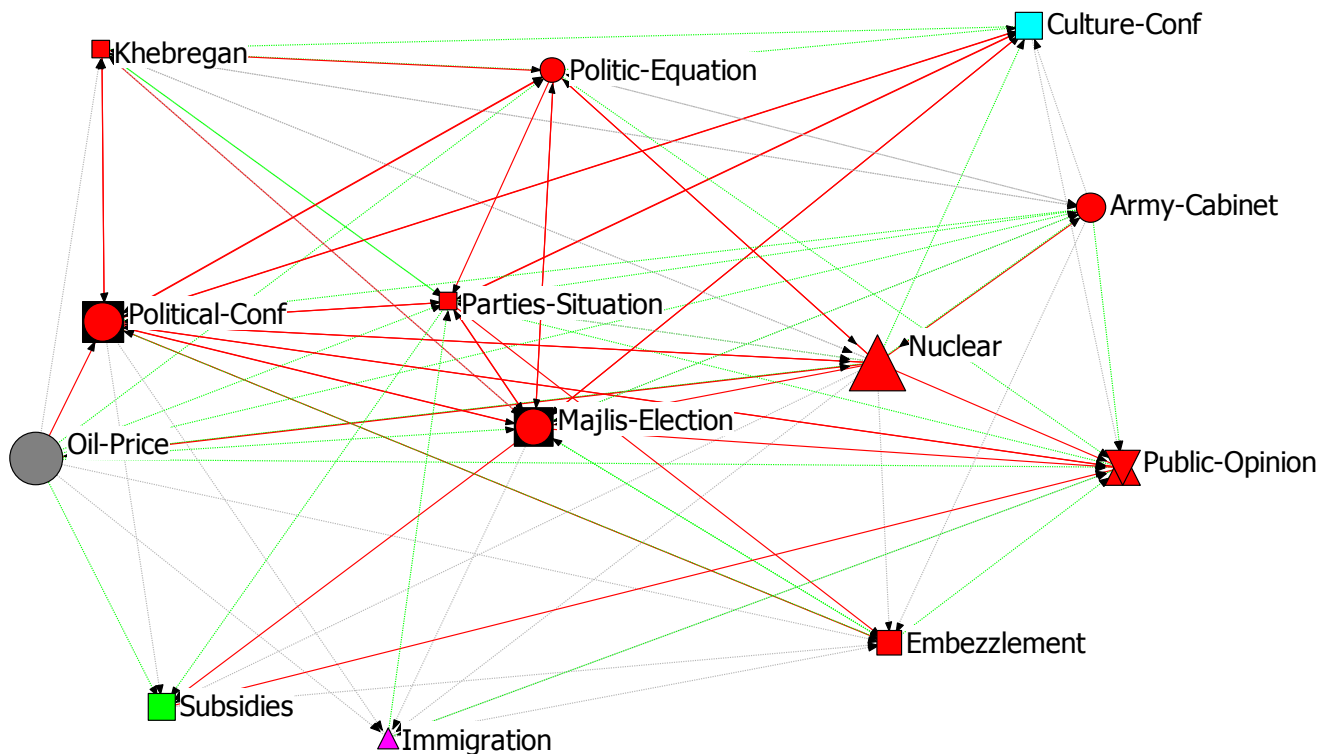 Culture-Conf
Khebregan
Politic-Equation
Army-Cabinet
Political-Conf
Parties-Situation
Nuclear
Majlis-Election
Oil-Price
Public-Opinion
Embezzlement
Subsidies
Immigration